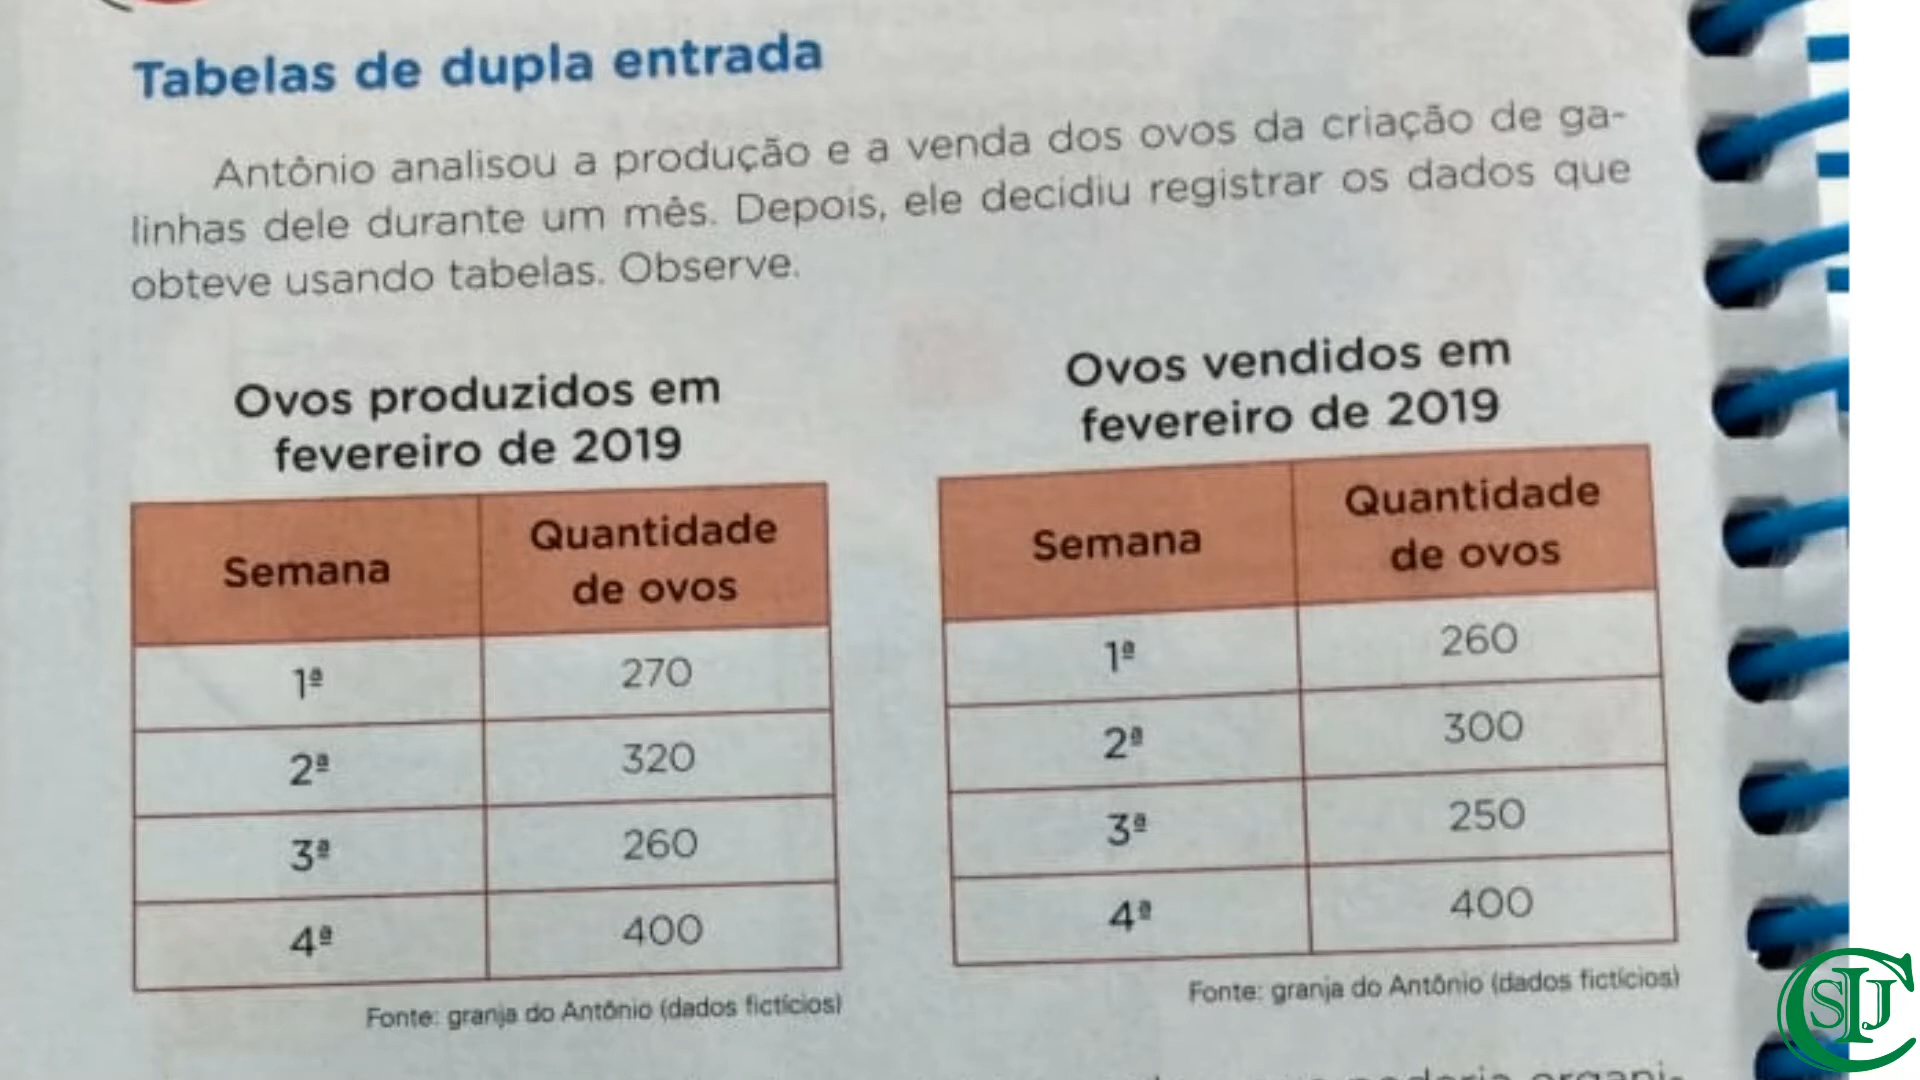 Tabelas de dupla entrada
Antônio analisou a produção e a venda dos ovos da criação de ga-
linhas dele durante um mês. Depois, ele decidiu registrar os dados que
obteve usando tabelas. Observe.
Ovos produzidos em
fevereiro de 2019
Semana Quantidade de ovos
1ª 270
2ª 320
3ª 260
4ª 400
Fonte: granja do Antônio (dados fictícios)
Ovos vendidos em
fevereiro de 2019
Semana Quantidade de ovos
1ª 260
2ª 300
3ª 250
4ª 400
Fonte: granja do Antônio (dados fictícios)